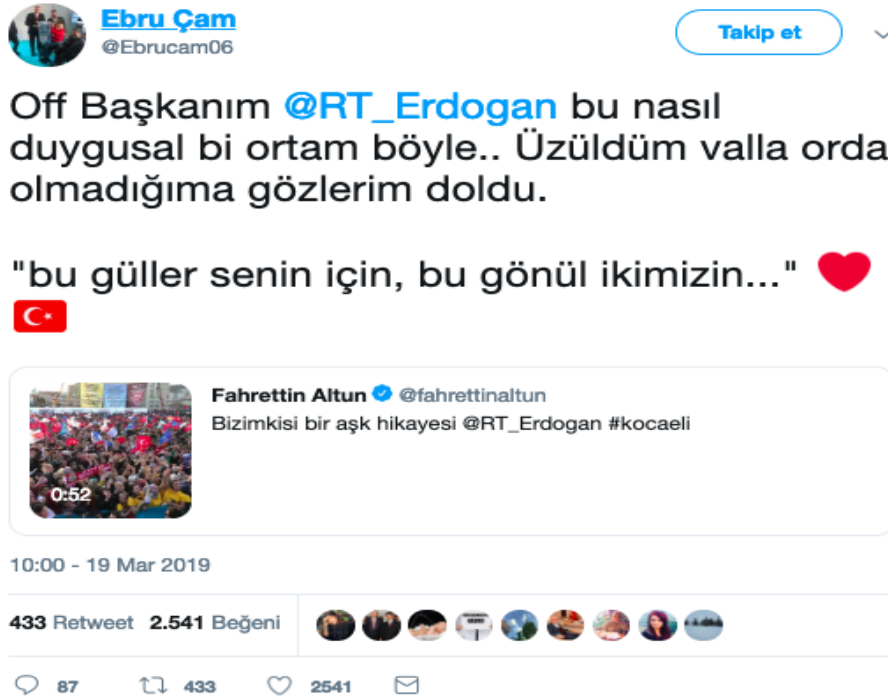 Ebru Çam
@Ebrucam06
Takip et
Off Başkanım @RT_Erdogan bu nasıl
duygusal bi ortam böyle.. Üzüldüm valla orda
olmadığıma gözlerim doldu.
"bu güller senin için, bu gönül ikimizin..."
Fahrettin Altun @fahrettinaltun
Bizimkisi bir aşk hikayesi @RT_Erdogan #kocaeli
0:52
10:00 - 19 Mar 2019
433 Retweet 2.541 Beğeni
87 433 2541